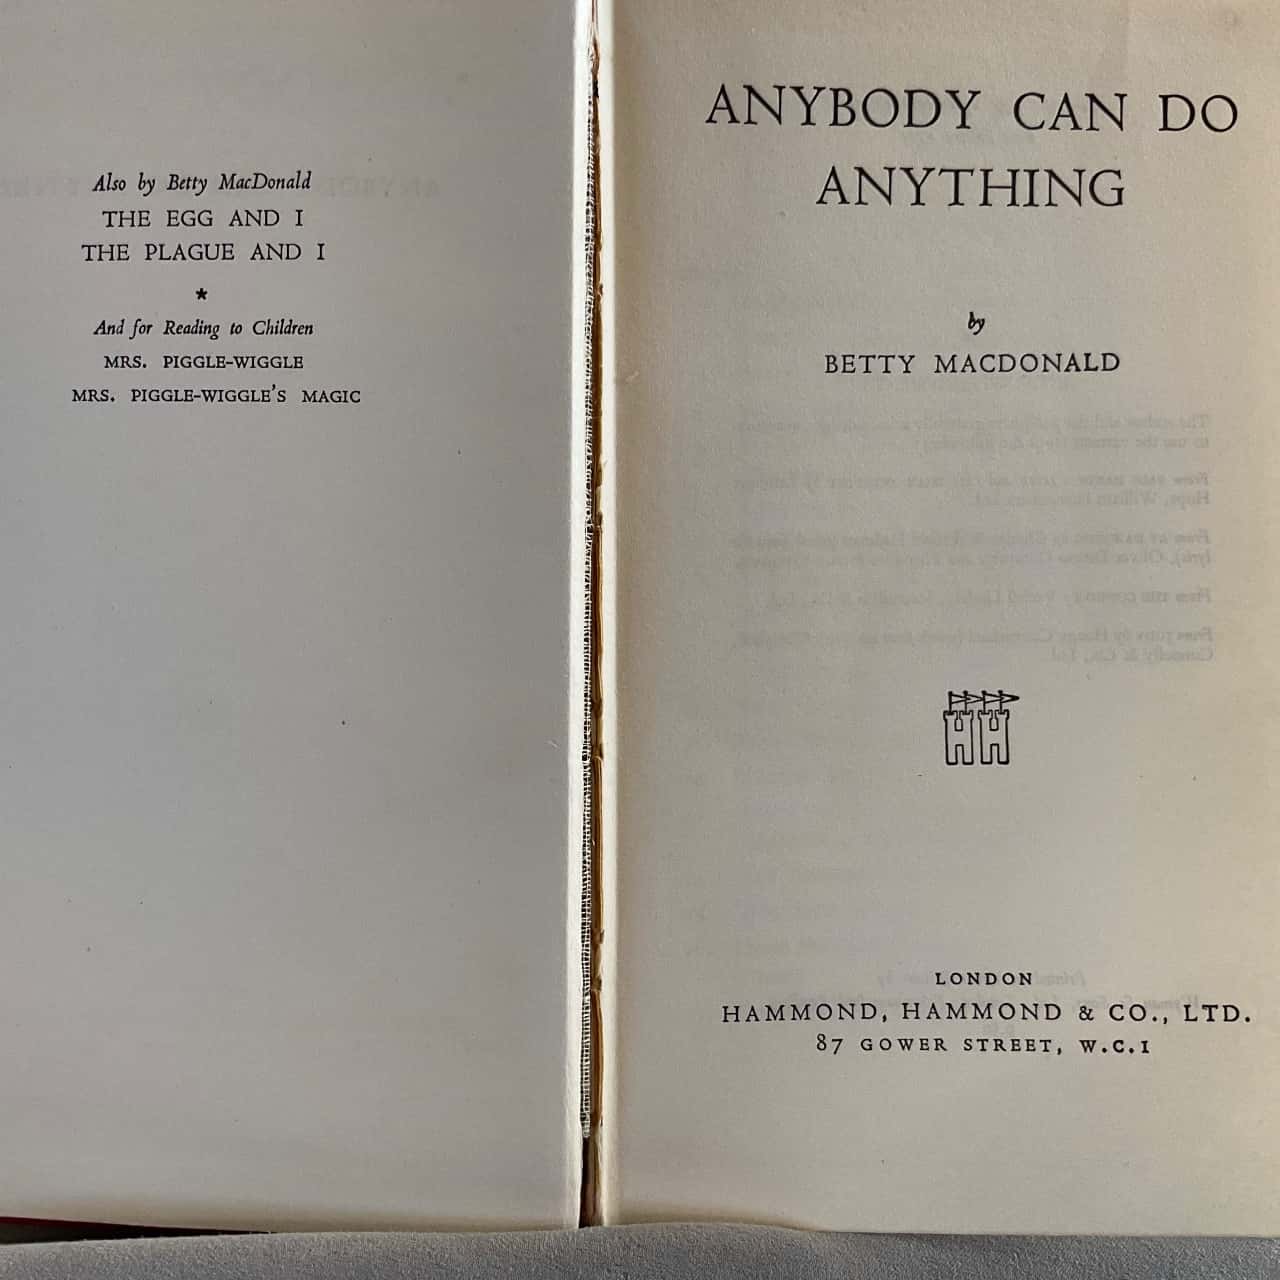 Also by Betty MacDonald
THE EGG AND I
THE PLAGUE AND I
*
And for Reading to Children
MRS. PIGGLE-WIGGLE
MRS. PIGGLE-WIGGLE'S MAGIC
ANYBODY CAN DO
ANYTHING
by
BETTY MACDONALD
HH
LONDON
HAMMOND, HAMMOND & CO., LTD.
87 GOWER STREET, W.C.1